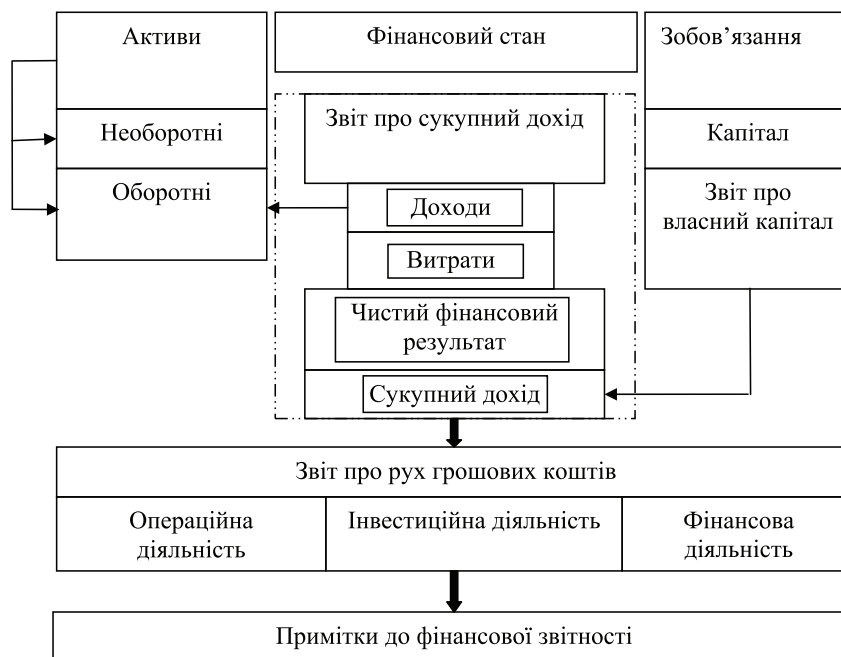 Активи
Фінансовий стан
Зобов’язання
Звіт про сукупний дохід
Необоротні
Капітал
Оборотні
Звіт про
власний капітал
Доходи
Витрати
Чистий фінансовий
результат
Сукупний дохід
Звіт про рух грошових коштів
Операційна
діяльність
Інвестиційна діяльність
Фінансова
діяльність
Примітки до фінансової звітності